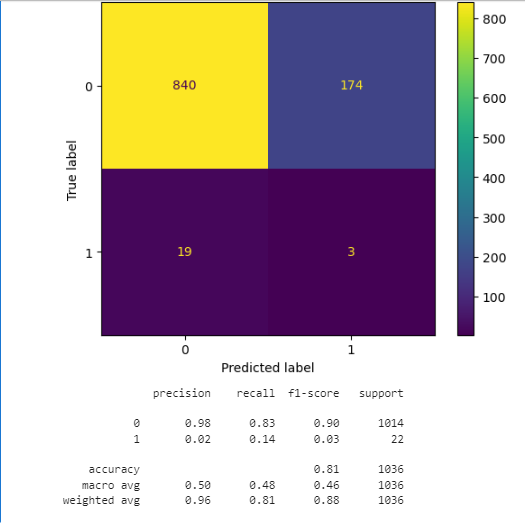 800
700
600
500
400
300
200
100
0
840
174
True label
1
19
3
0 1
Predicted label
precision recall f1-score support
0 0.98 0.83 0.90 1014
1 0.02 0.14 0.03 22
accuracy 0.81 1036
macro avg 0.50 0.48 0.46 1036
weighted avg 0.96 0.81 0.88 1036